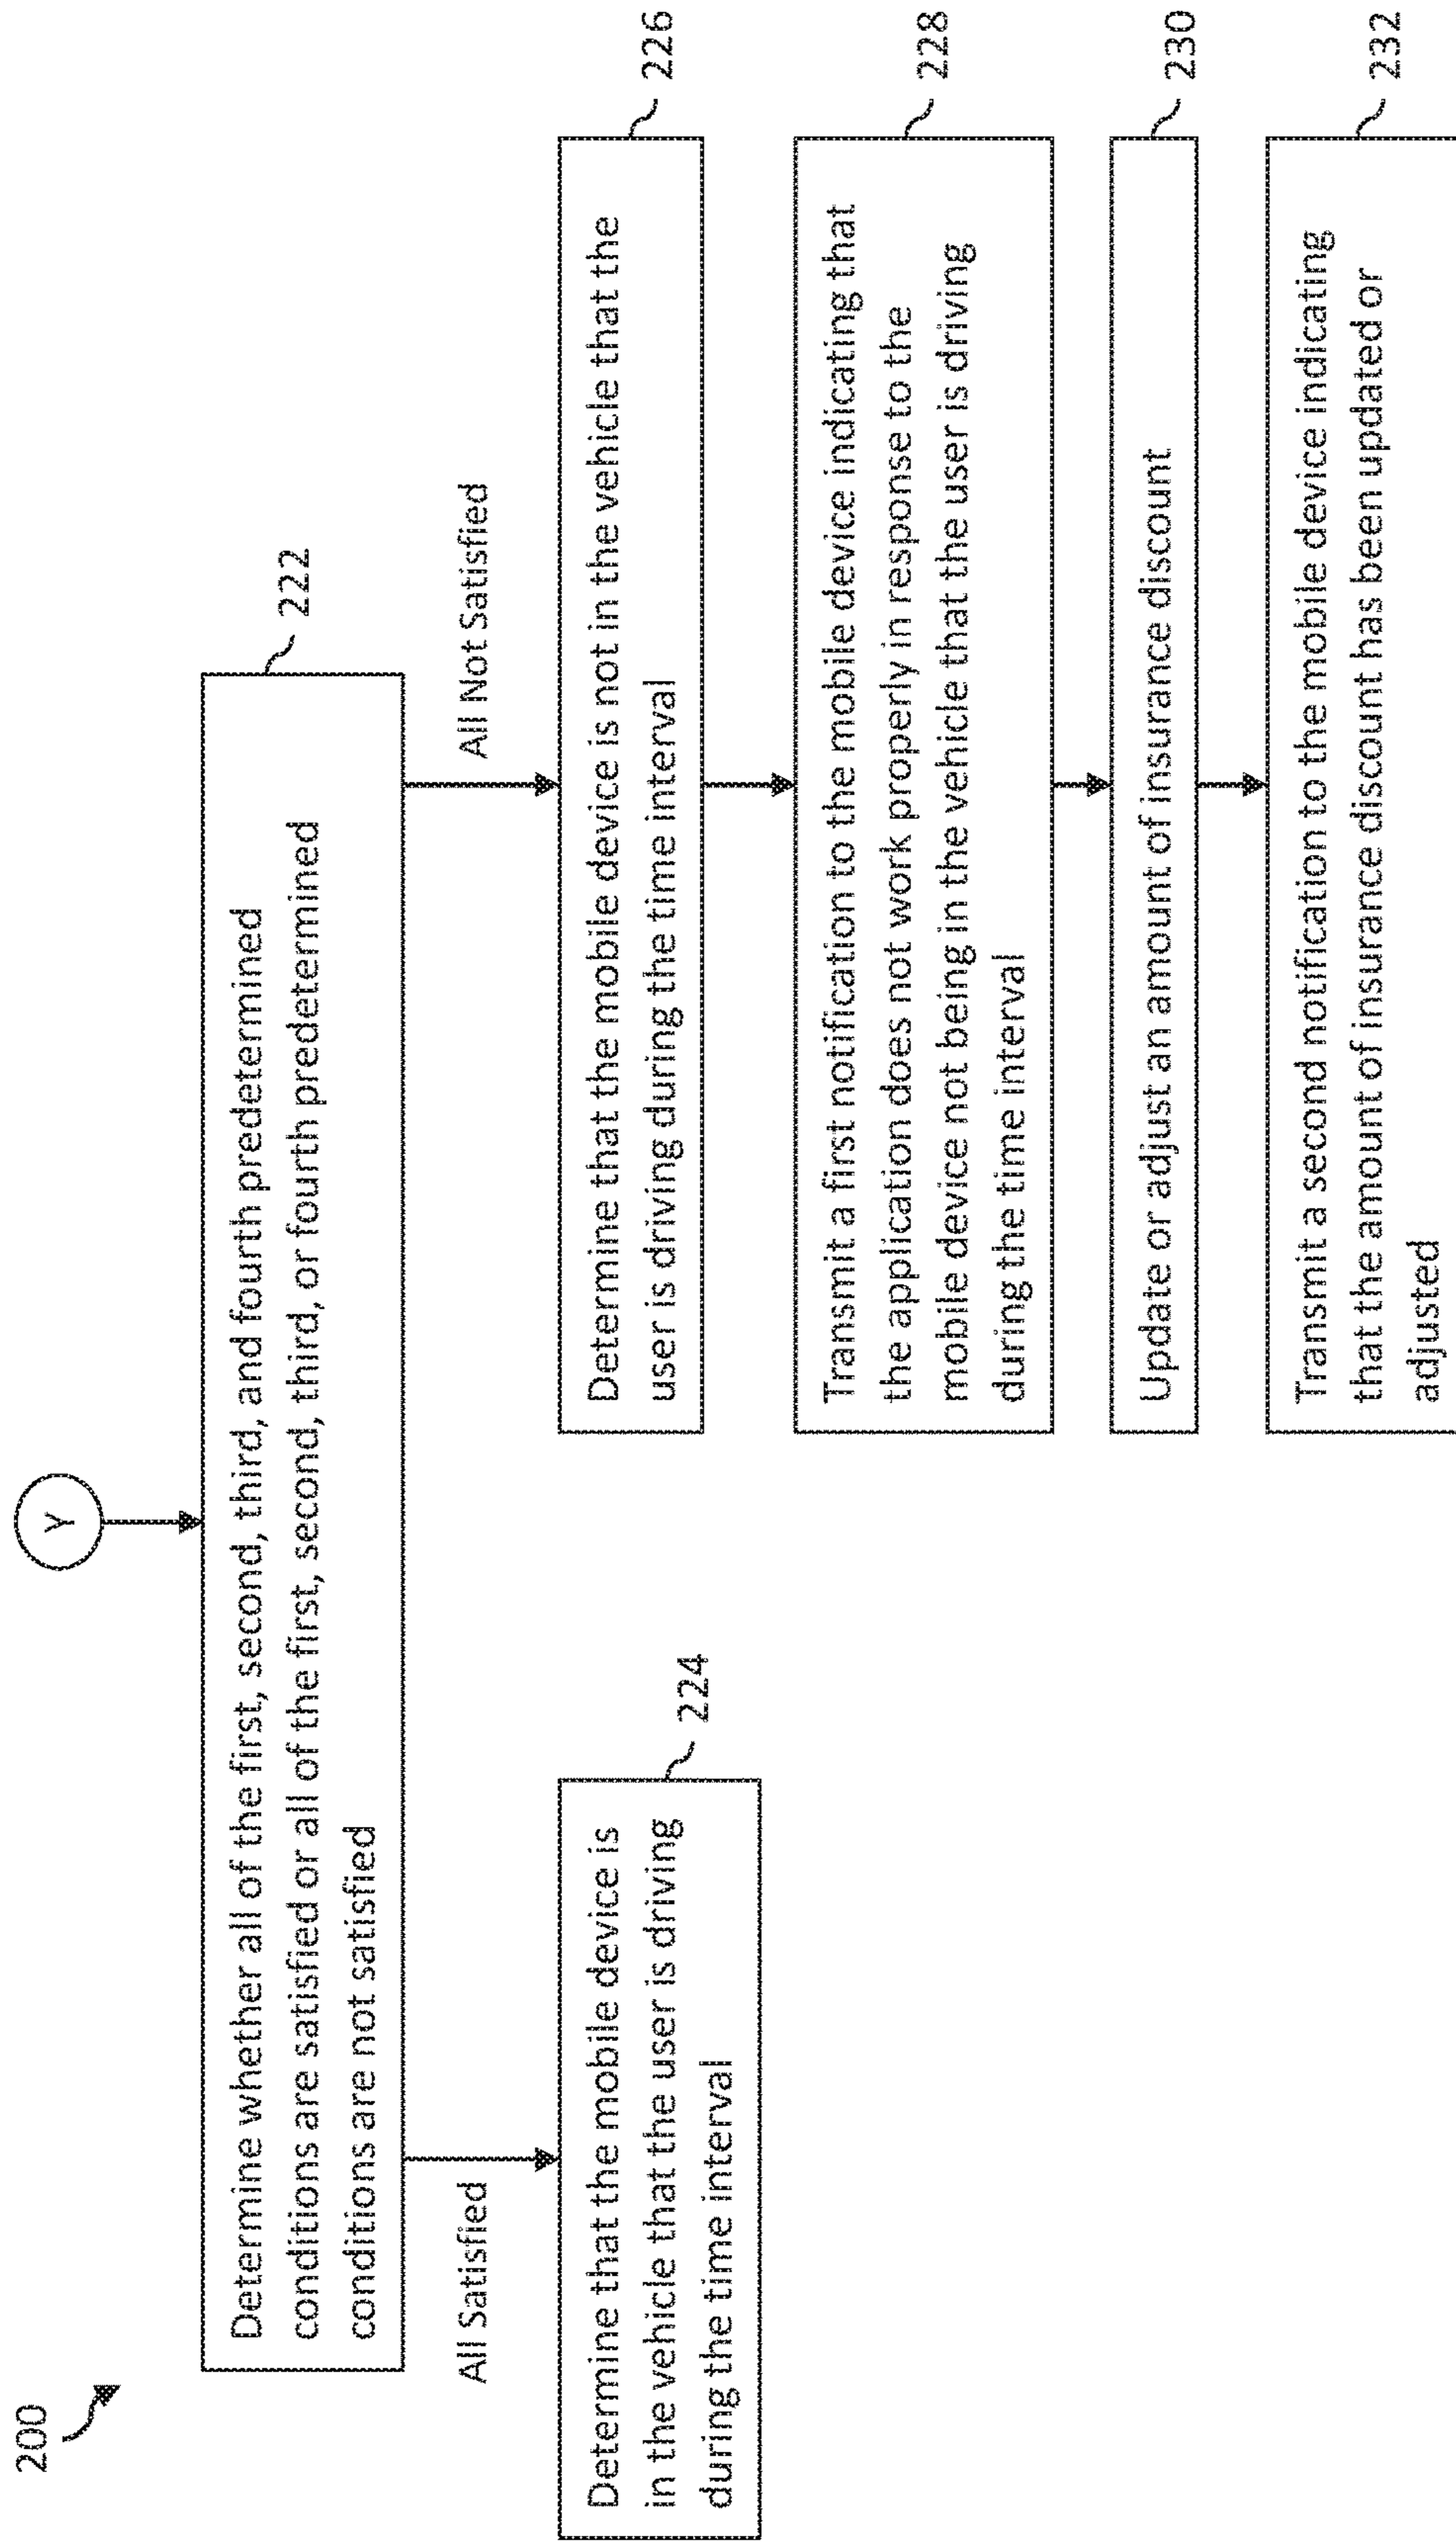 200
Y
222
Determine whether all of the first, second, third, and fourth predetermined
conditions are satisfied or all of the first, second, third, or fourth predetermined
conditions are not satisfied
All Satisfied
All Not Satisfied
224
Determine that the mobile device is
in the vehicle that the user is driving
during the time interval
226
Determine that the mobile device is not in the vehicle that the
user is driving during the time interval
228
Transmit a first notification to the mobile device indicating that
the application does not work properly in response to the
mobile device not being in the vehicle that the user is driving
during the time interval
230
Update or adjust an amount of insurance discount
232
Transmit a second notification to the mobile device indicating
that the amount of insurance discount has been updated or
adjusted